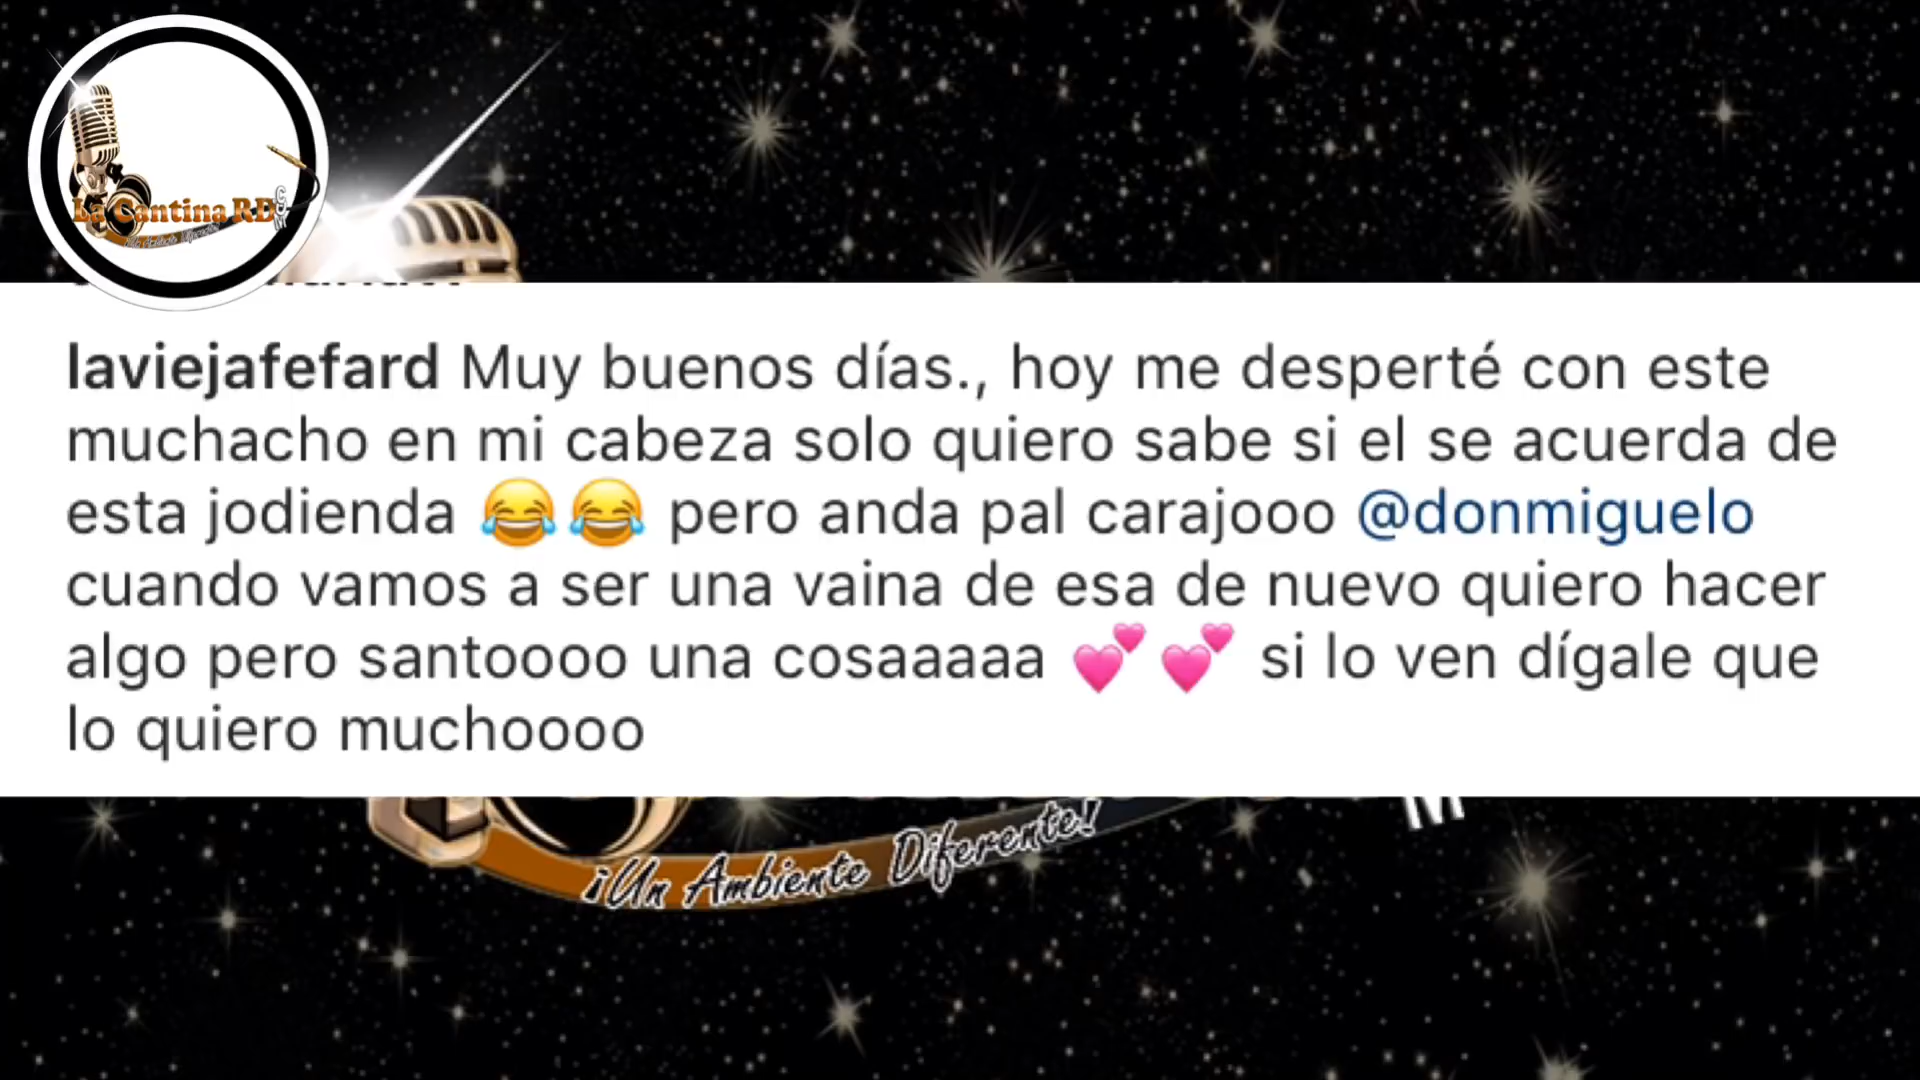 La Cantina RD
laviejafefard Muy buenos días., hoy me desperté con este
muchacho en mi cabeza solo quiero sabe si el se acuerda de
esta jodienda 😂😂 pero anda pal carajooo @donmiguelo
cuando vamos a ser una vaina de esa de nuevo quiero hacer
algo pero santoooo una cosaaaaa 💕💕 si lo ven dígale que
lo quiero muchoooo
¡Un Ambiente Diferente!